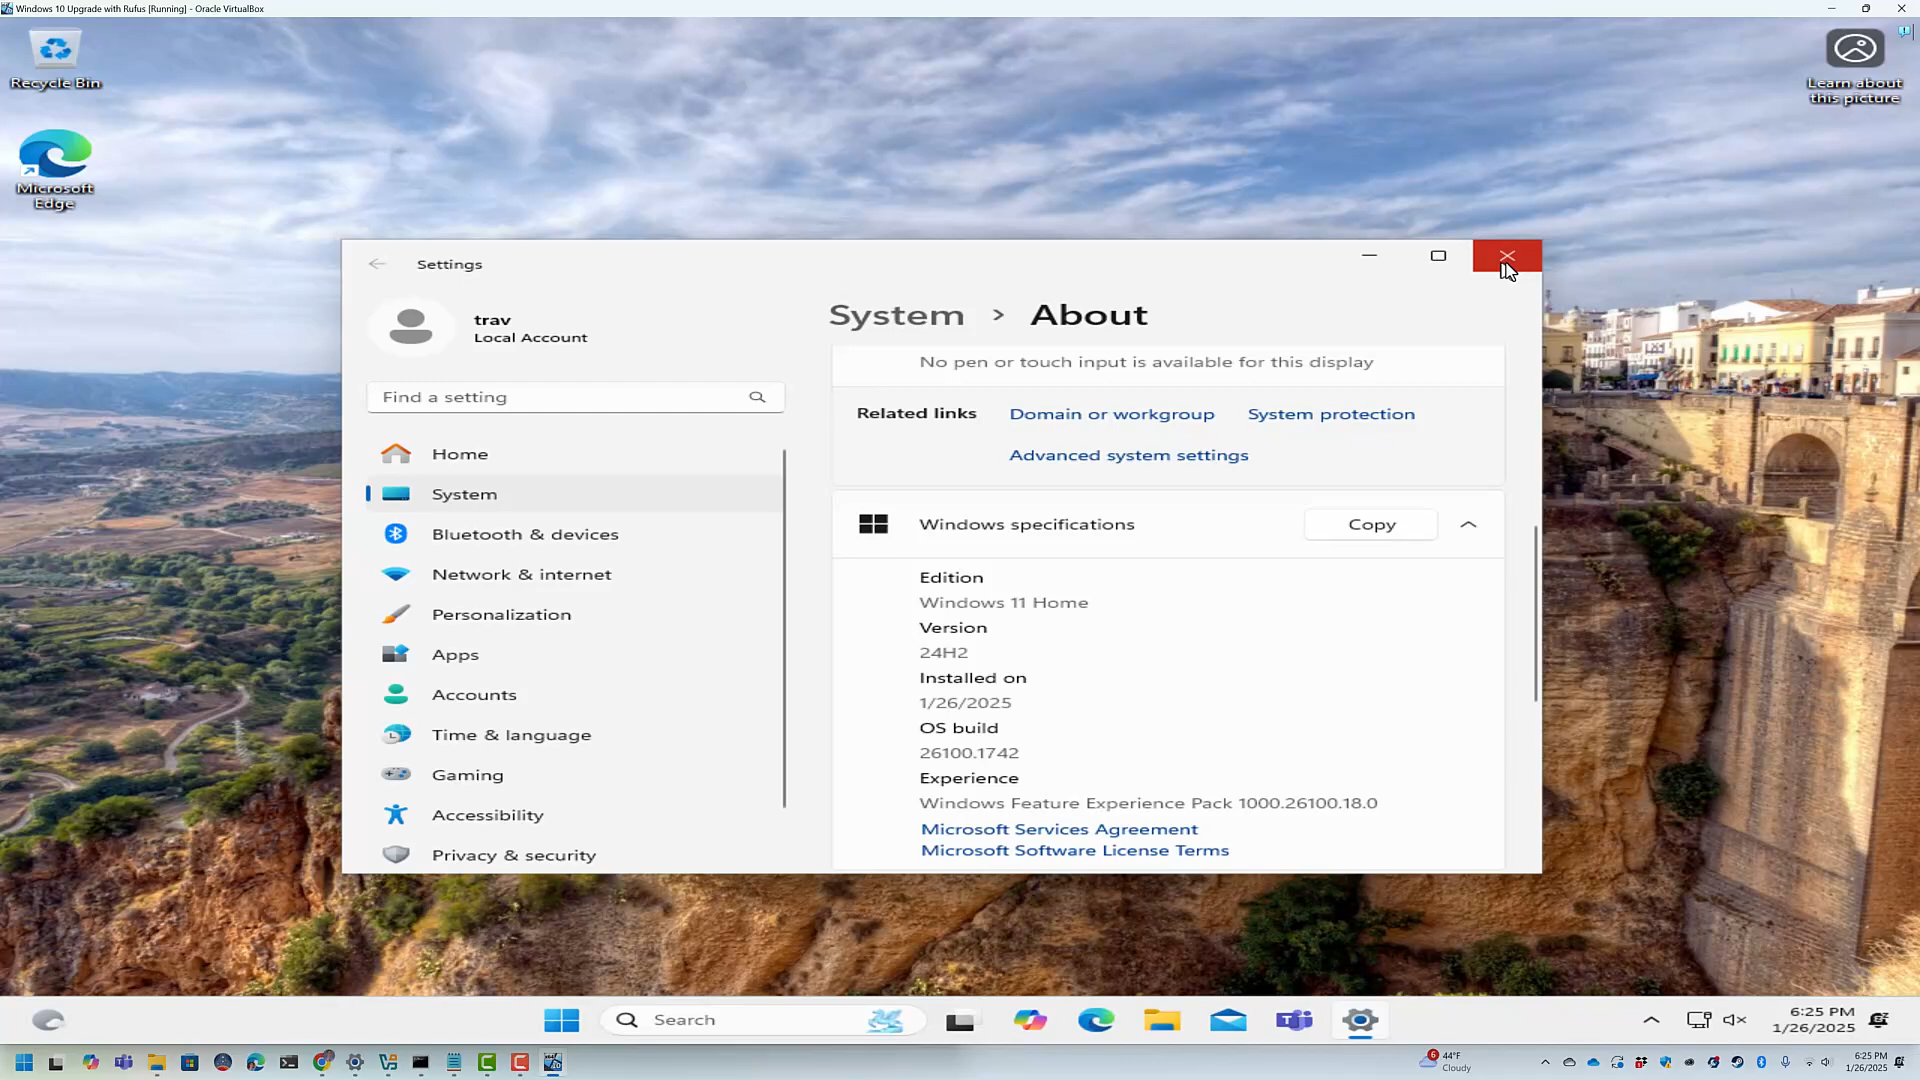 Windows 10 Upgrade with Rufus [Running] - Oracle VirtualBox
Recycle Bin
Learn about
this picture
Microsoft
Edge
Settings
trav
Local Account
System > About
Find a setting
No pen or touch input is available for this display
Related links
Domain or workgroup
System protection
Advanced system settings
Home
System
Bluetooth & devices
Network & internet
Personalization
Apps
Accounts
Time & language
Gaming
Accessibility
Privacy & security
Windows specifications
Copy
Edition
Windows 11 Home
Version
24H2
Installed on
1/26/2025
OS build
26100.1742
Experience
Windows Feature Experience Pack 1000.26100.18.0
Microsoft Services Agreement
Microsoft Software License Terms
Search
6:25 PM
1/26/2025
6
44°F
Cloudy
6:25 PM
1/26/2025